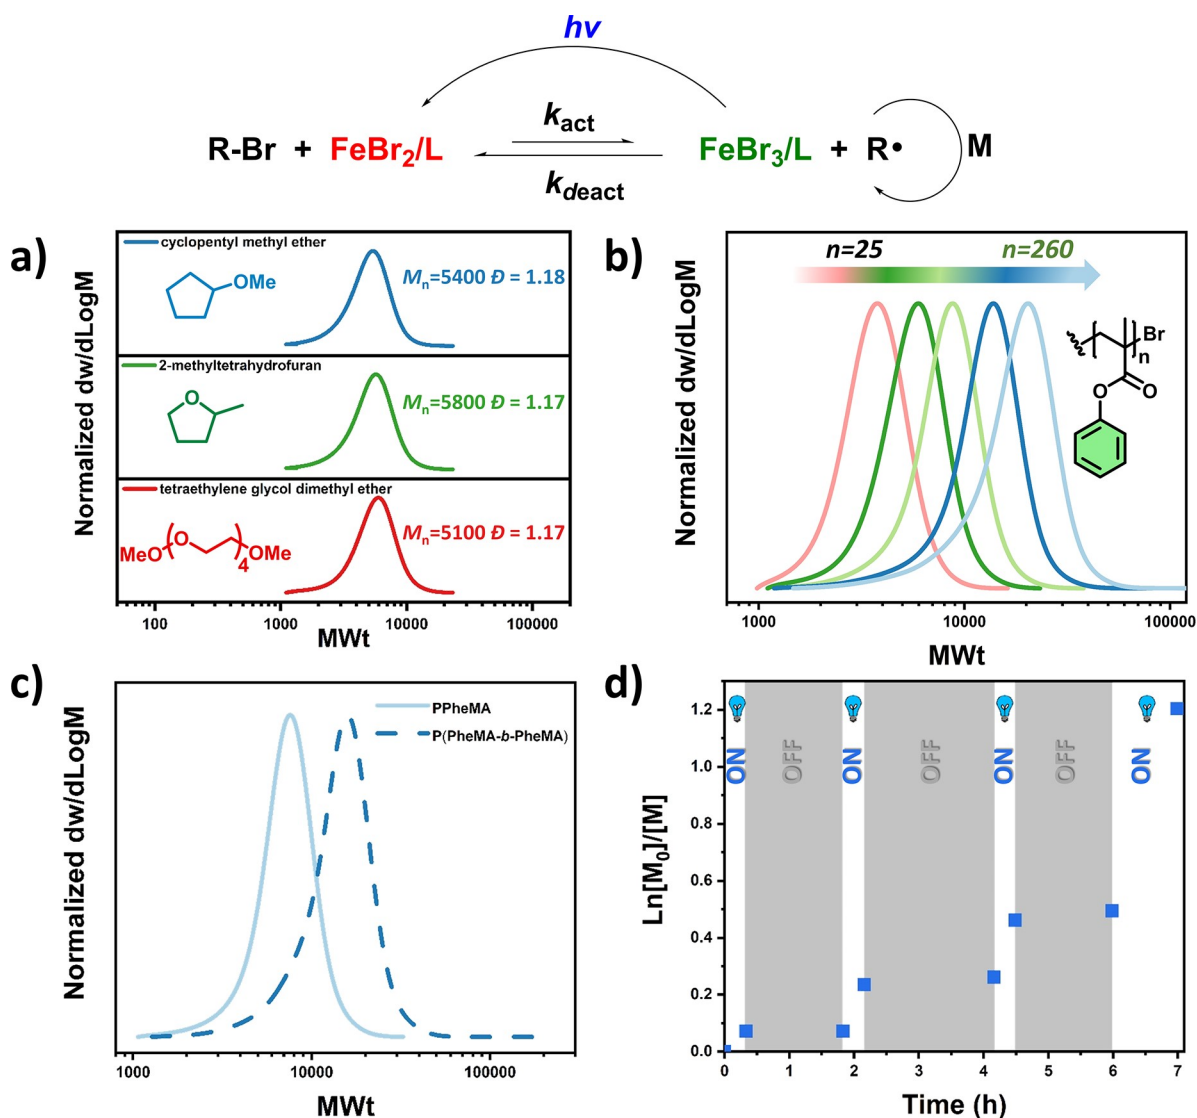 hv
R-Br + FeBr2/L
kact
kdeact
FeBr3/L + R•
M
a)
Normalized dw/dLogM
cyclopentyl methyl ether
OMe
Mn=5400 Đ = 1.18
2-methyltetrahydrofuran
O
Mn=5800 Đ = 1.17
tetraethylene glycol dimethyl ether
MeO(O)4OMe
Mn=5100 Đ = 1.17
100 1000 10000 100000
MWt
b)
Normalized dw/dLogM
n=25 n=260
Br
n
O
O
1000 10000 100000
MWt
c)
Normalized dw/dLogM
PPheMA
P(PheMA-b-PheMA)
1000 10000 100000
MWt
d)
Ln[M0]/[M]
1.2
1.0
0.8
0.6
0.4
0.2
0.0
ON OFF ON OFF ON OFF ON
0 1 2 3 4 5 6 7
Time (h)